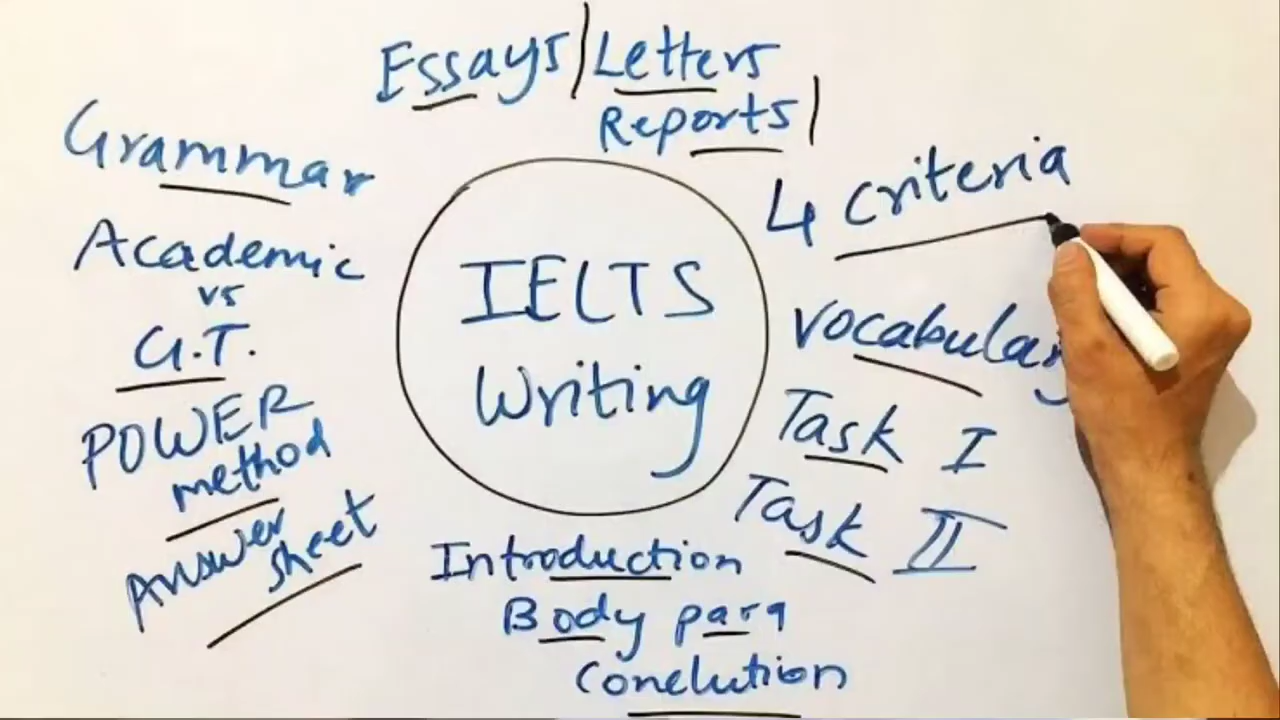 Essays | Letters
Reports |
Grammar
Academic
vs
G.T.
POWER
method
Answer
sheet
IELTS
Writing
4 criteria
Vocabulary
Task I
Task II
Introduction
Body para
Conclution